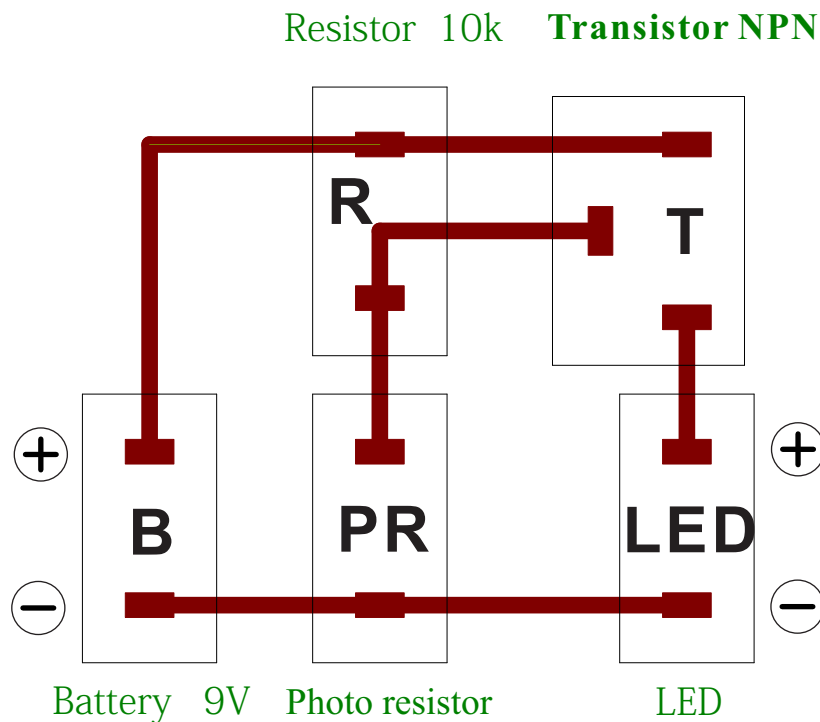 Resistor 10k Transistor NPN
R
T
+ +
B PR LED
− −
Battery 9V Photo resistor LED